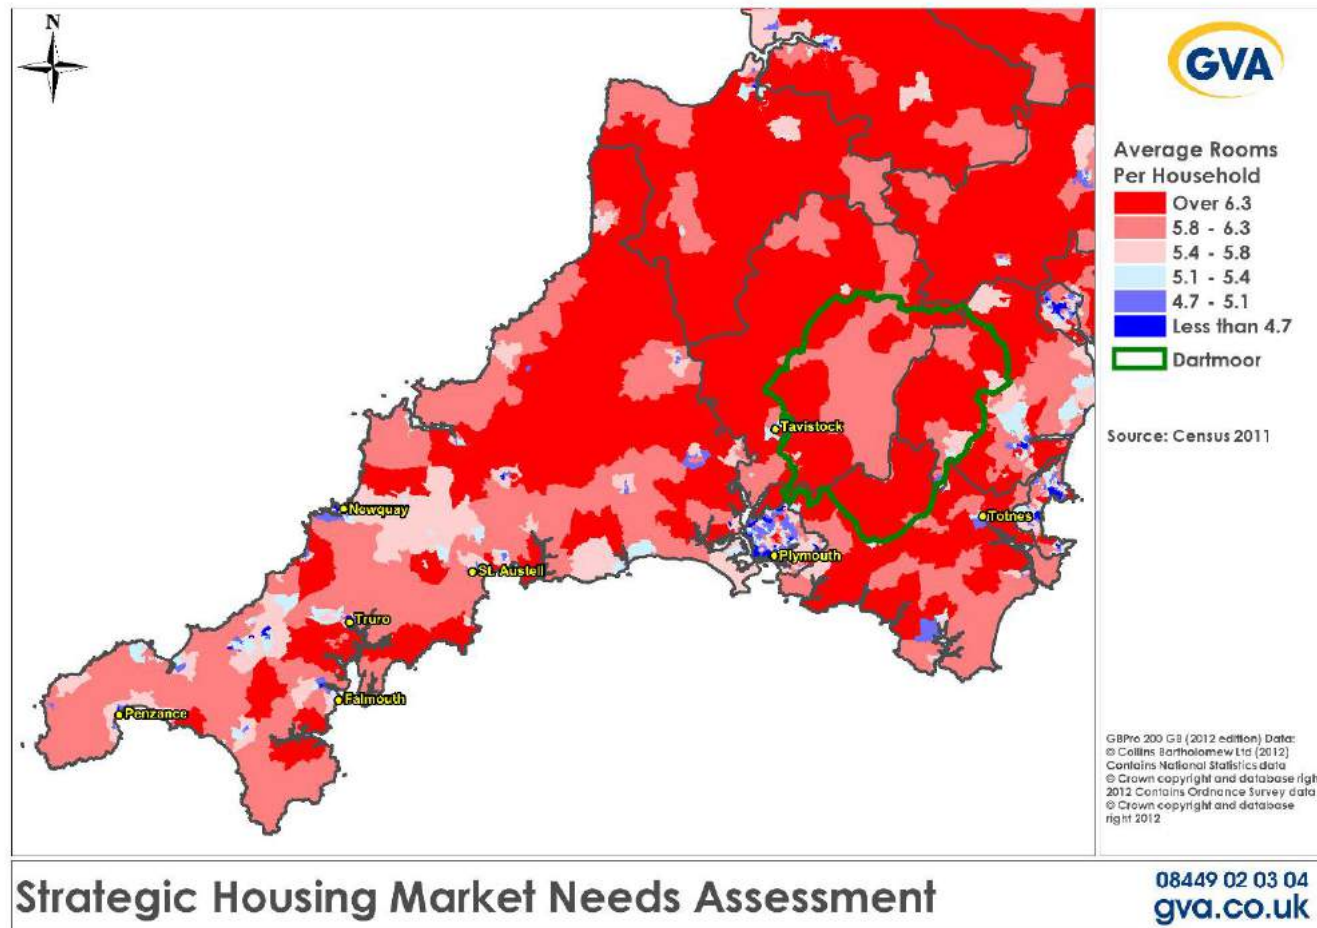 N
GVA
Average Rooms
Per Household
Over 6.3
5.8 - 6.3
5.4 - 5.8
5.1 - 5.4
4.7 - 5.1
Less than 4.7
Dartmoor
Source: Census 2011
Tavistock
Newquay
Totnes
Plymouth
St. Austell
Truro
Falmouth
Penzance
GBPro 200 GB (2012 edition) Data:
© Collins Bartholomew Ltd (2012)
Contains National Statistics data
© Crown copyright and database righ
2012 Contains Ordnance Survey data
© Crown copyright and database
right 2012
Strategic Housing Market Needs Assessment
08449 02 03 04
gva.co.uk